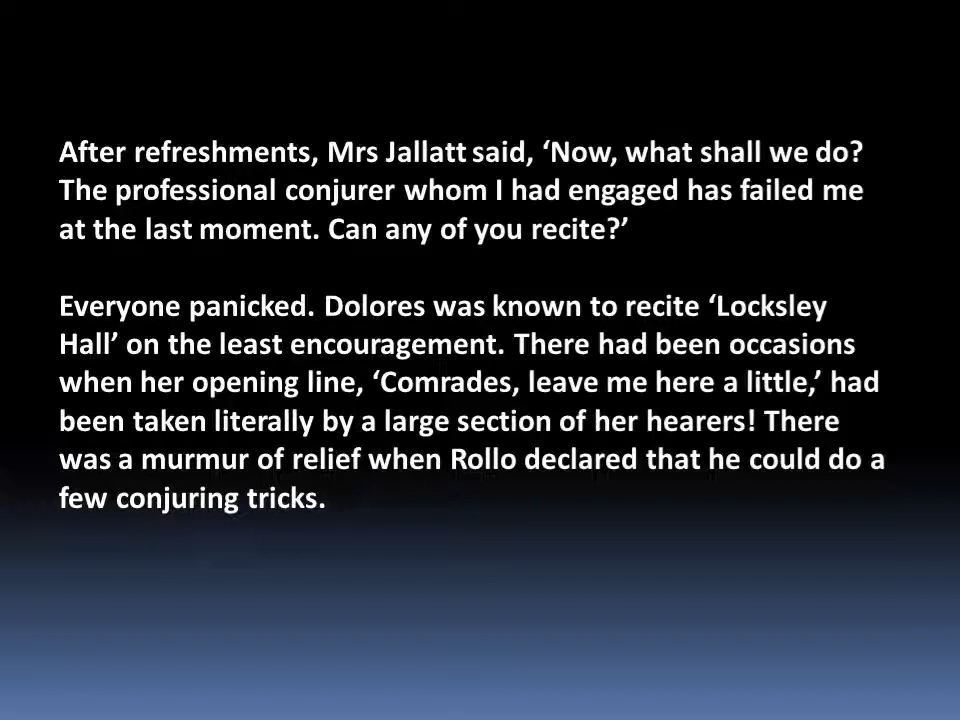 After refreshments, Mrs Jallatt said, ‘Now, what shall we do?
The professional conjurer whom I had engaged has failed me
at the last moment. Can any of you recite?’
Everyone panicked. Dolores was known to recite ‘Locksley
Hall’ on the least encouragement. There had been occasions
when her opening line, ‘Comrades, leave me here a little,’ had
been taken literally by a large section of her hearers! There
was a murmur of relief when Rollo declared that he could do a
few conjuring tricks.